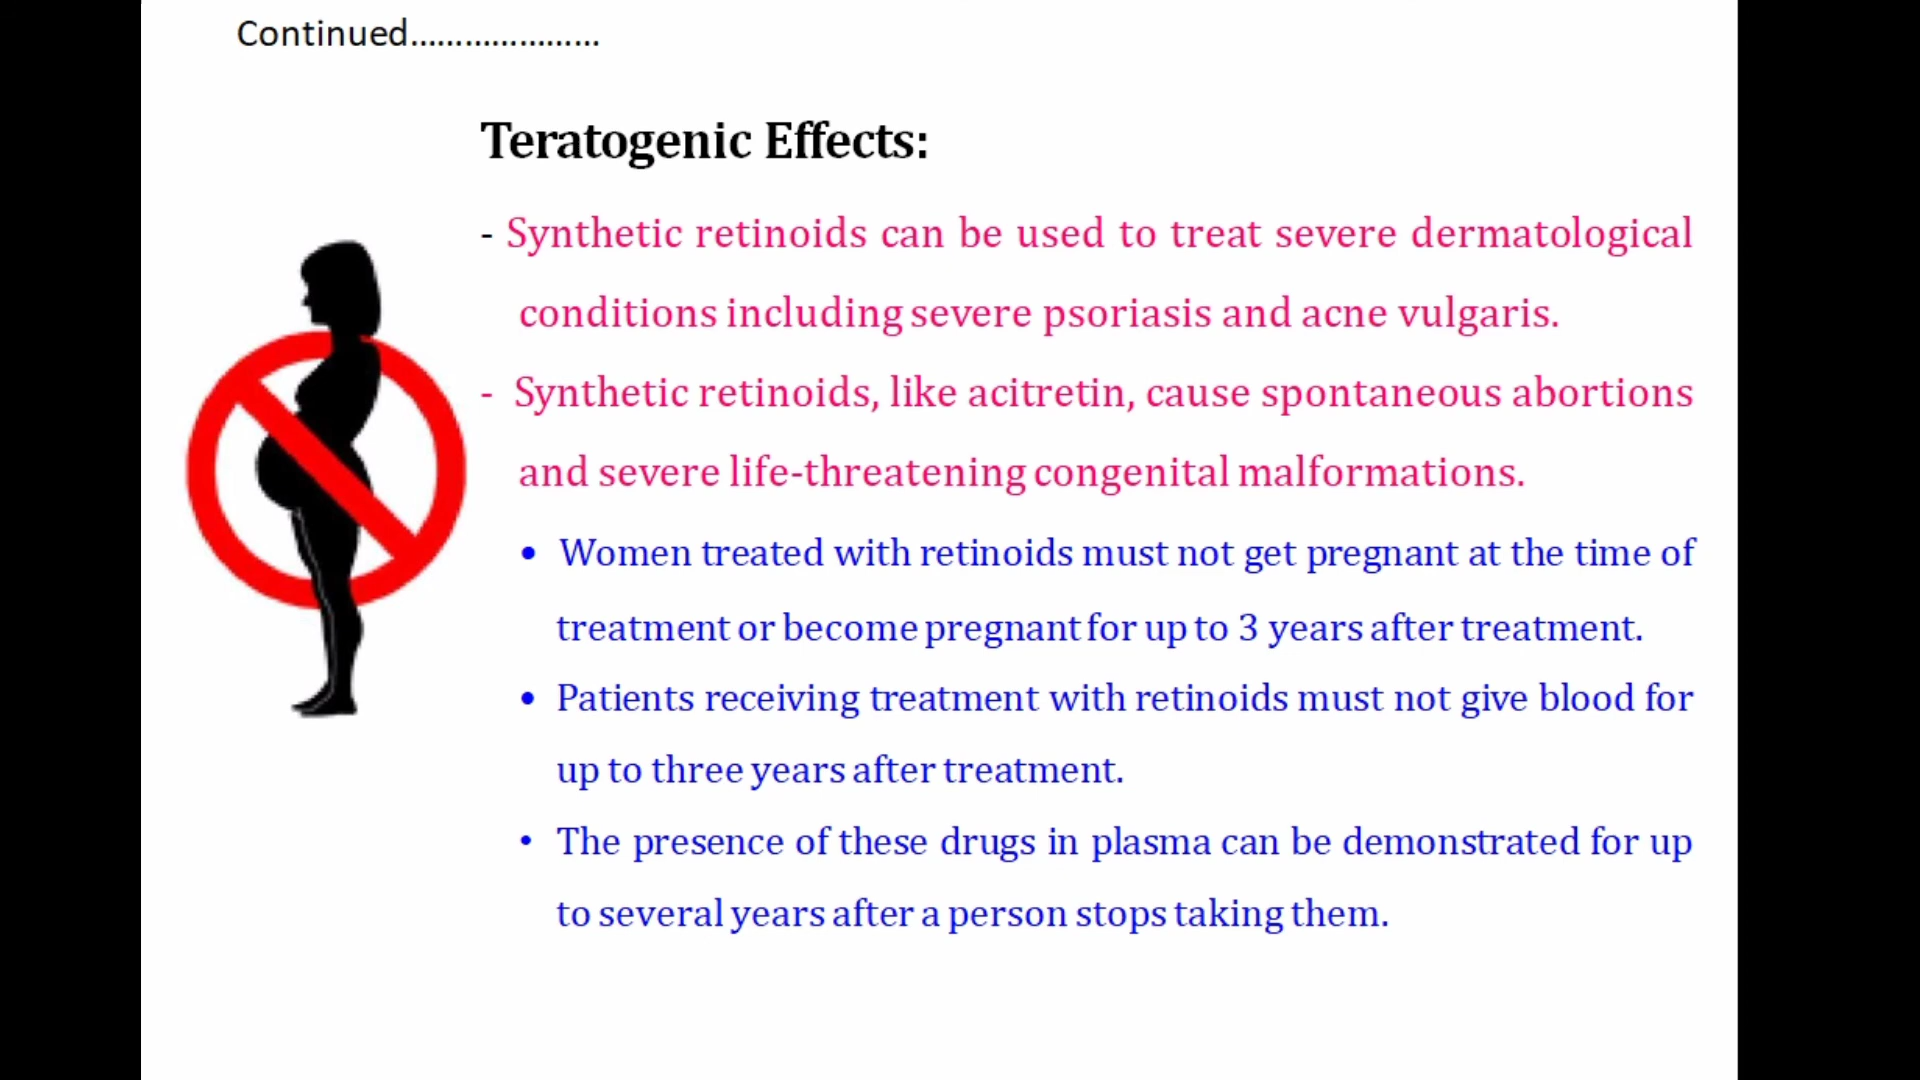 Continued.....................
Teratogenic Effects:
- Synthetic retinoids can be used to treat severe dermatological
conditions including severe psoriasis and acne vulgaris.
- Synthetic retinoids, like acitretin, cause spontaneous abortions
and severe life-threatening congenital malformations.
• Women treated with retinoids must not get pregnant at the time of
treatment or become pregnant for up to 3 years after treatment.
• Patients receiving treatment with retinoids must not give blood for
up to three years after treatment.
• The presence of these drugs in plasma can be demonstrated for up
to several years after a person stops taking them.